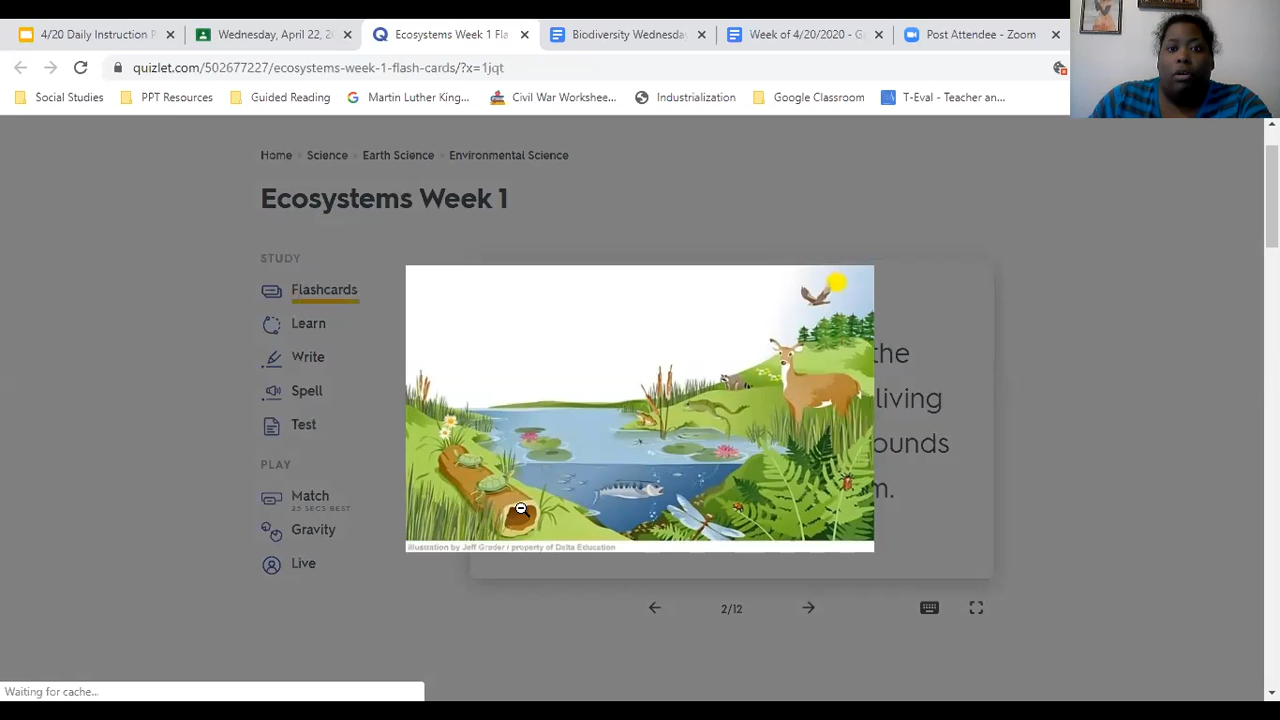 4/20 Daily Instruction P
Wednesday, April 22, 2
Ecosystems Week 1 Fla
Biodiversity Wednesda
Week of 4/20/2020 - G
Post Attendee - Zoom
quizlet.com/502677227/ecosystems-week-1-flash-cards/?x=1jqt
Social Studies
PPT Resources
Guided Reading
Martin Luther King...
Civil War Workshee...
Industrialization
Google Classroom
T-Eval - Teacher an...
Home
Science
Earth Science
Environmental Science
Ecosystems Week 1
STUDY
Flashcards
Learn
Write
Spell
Test
PLAY
Match
2.5 SECS BEST
Gravity
Live
the
living
ounds
m.
Illustration by Jeff Grader / property of Delta Education
2/12
Waiting for cache...